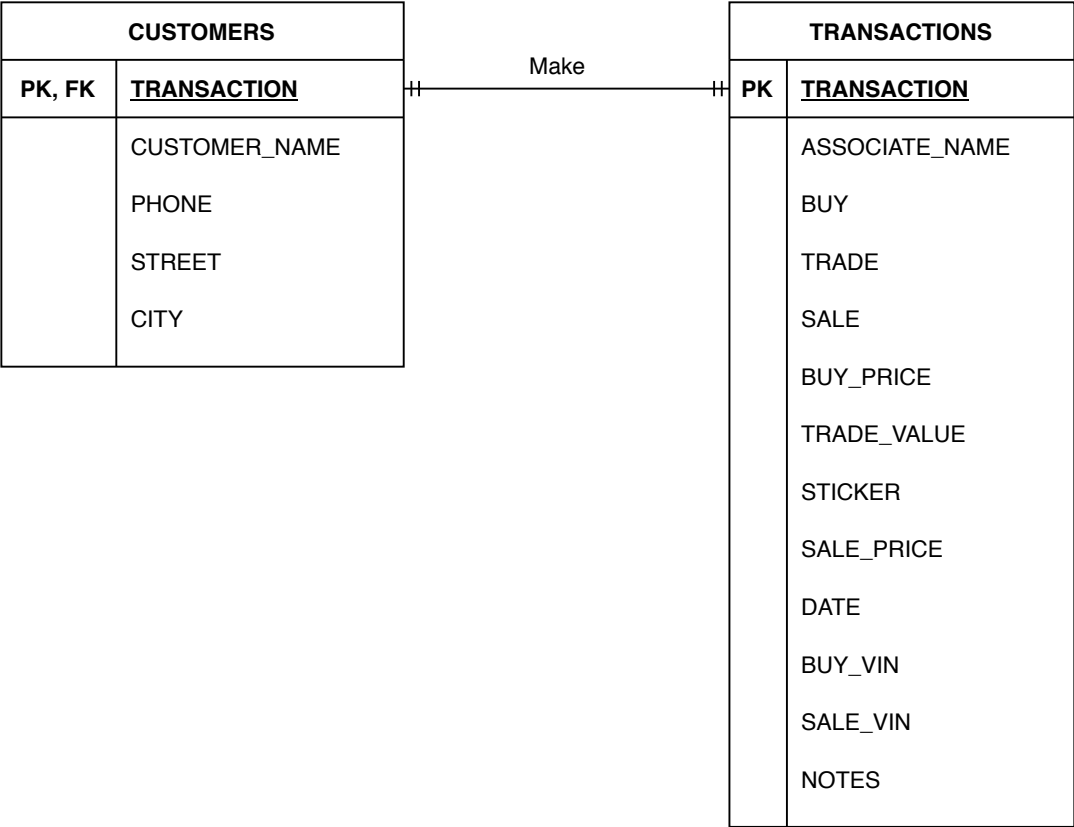 CUSTOMERS
PK, FK TRANSACTION
CUSTOMER_NAME
PHONE
STREET
CITY
Make
TRANSACTIONS
PK TRANSACTION
ASSOCIATE_NAME
BUY
TRADE
SALE
BUY_PRICE
TRADE_VALUE
STICKER
SALE_PRICE
DATE
BUY_VIN
SALE_VIN
NOTES